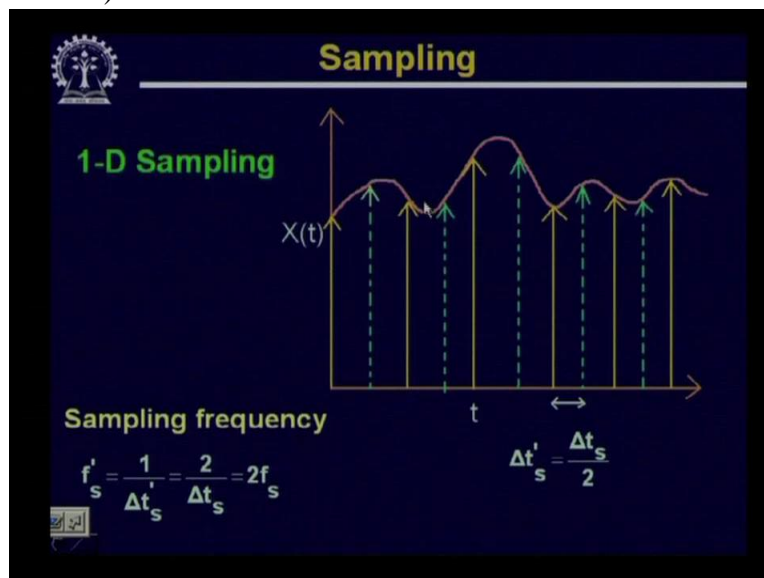 Sampling
1-D Sampling
X(t)
t
Sampling frequency
f's = 1/Δt's = 2/Δts = 2fs
Δt's = Δts/2